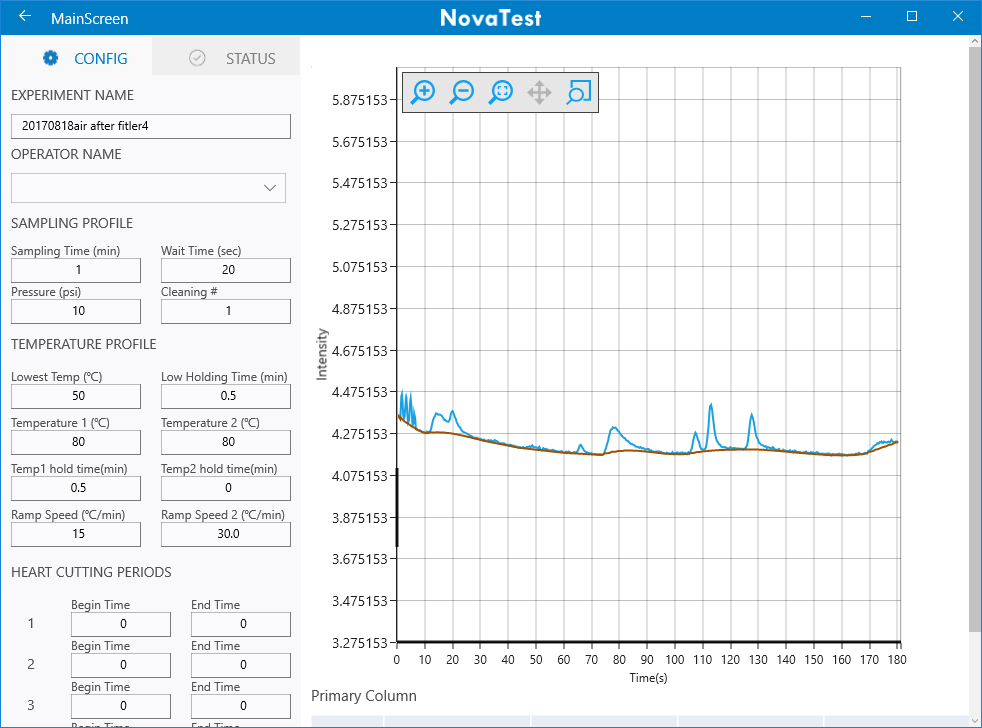 MainScreen
NovaTest
CONFIG
STATUS
EXPERIMENT NAME
20170818air after fitler4
OPERATOR NAME
SAMPLING PROFILE
Sampling Time (min) Wait Time (sec)
1 20
Pressure (psi) Cleaning #
10 1
TEMPERATURE PROFILE
Lowest Temp (℃) Low Holding Time (min)
50 0.5
Temperature 1 (℃) Temperature 2 (℃)
80 80
Temp1 hold time(min) Temp2 hold time(min)
0.5 0
Ramp Speed (℃/min) Ramp Speed 2 (℃/min)
15 30.0
HEART CUTTING PERIODS
Begin Time End Time
1 0 0
Begin Time End Time
2 0 0
Begin Time End Time
3 0 0
Begin Time End Time
5.875153
5.675153
5.475153
5.275153
5.075153
4.875153
4.675153
4.475153
4.275153
4.075153
3.875153
3.675153
3.475153
3.275153
Intensity
0 10 20 30 40 50 60 70 80 90 100 110 120 130 140 150 160 170 180
Time(s)
Primary Column